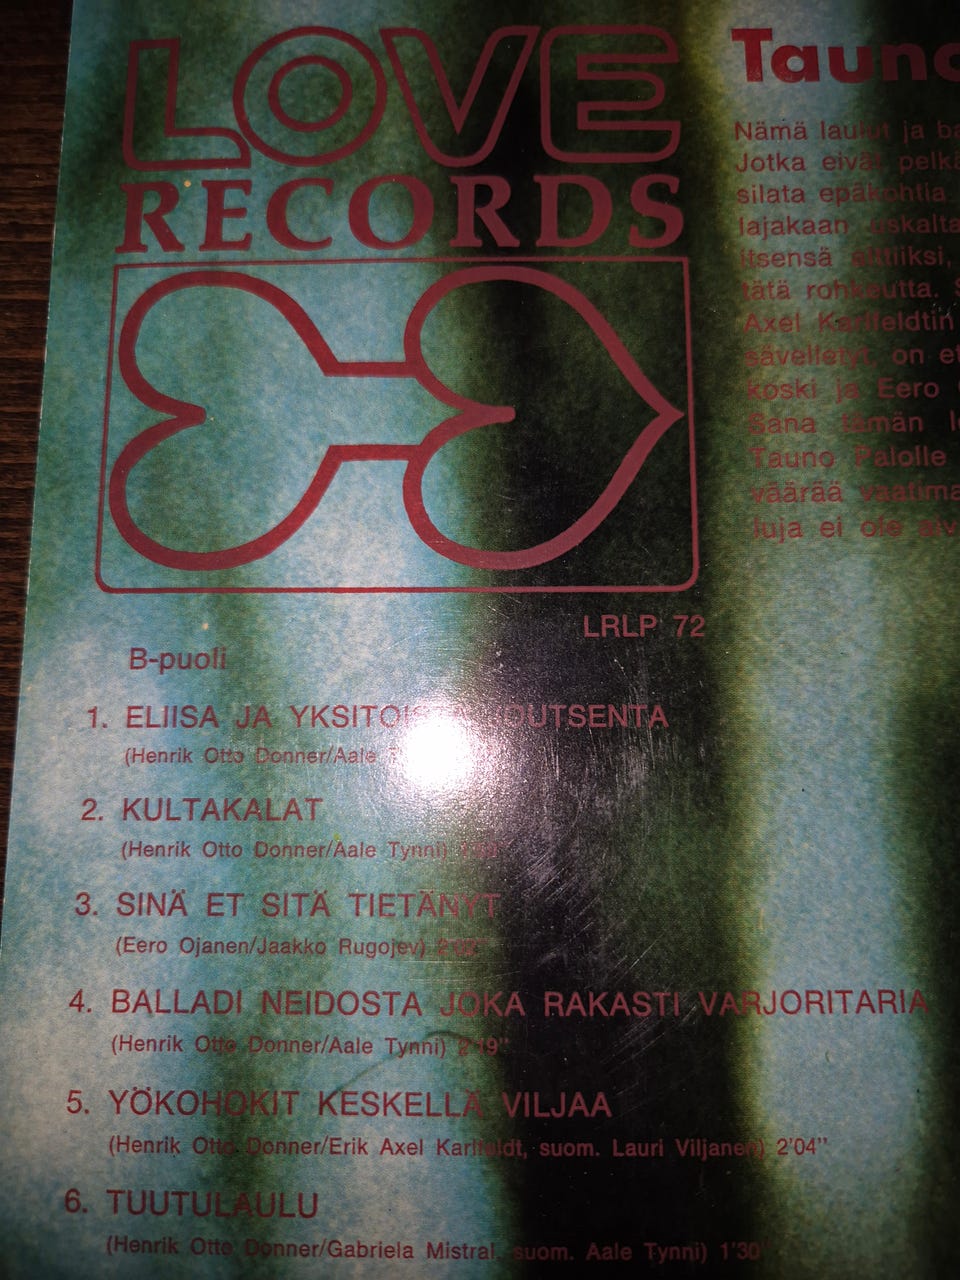 LOVE
RECORDS
LRLP 72
B-puoli
1. ELIISA JA YKSITOIS
(Henrik Otto Donner/Aale
2. KULTAKALAT
(Henrik Otto Donner/Aale Tynni)
3. SINÄ ET SITÄ TIETÄNYT
(Eero Ojanen/Jaakko Rugojev)
4. BALLADI NEIDOSTA JOKA RAKASTI VARJORITARIA
(Henrik Otto Donner/Aale Tynni) 2'19"
5. YÖKOHOKIT KESKELLÄ VILJAA
(Henrik Otto Donner/Erik Axel Karlfeldt, suom. Lauri Viljanen) 2'04"
6. TUUTULAULU
(Henrik Otto Donner/Gabriela Mistral, suom. Aale Tynni) 1'30"
Tauno
Nämä laulut ja ba
Jotka eivät pelkä
silata epäkohtia
lajakaan uskalta
itsensä
tätä rohkeutta. S
Axel Karlfeldtin
sävelletyt, on et
koski ja Eero
Sana tämän
Tauno Palolle
väärää vaatima
luja ei ole aiv